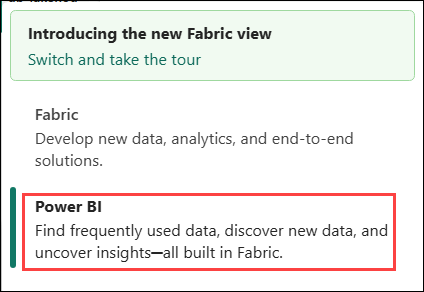 Introducing the new Fabric view
Switch and take the tour
Fabric
Develop new data, analytics, and end-to-end
solutions.
Power BI
Find frequently used data, discover new data, and
uncover insights—all built in Fabric.